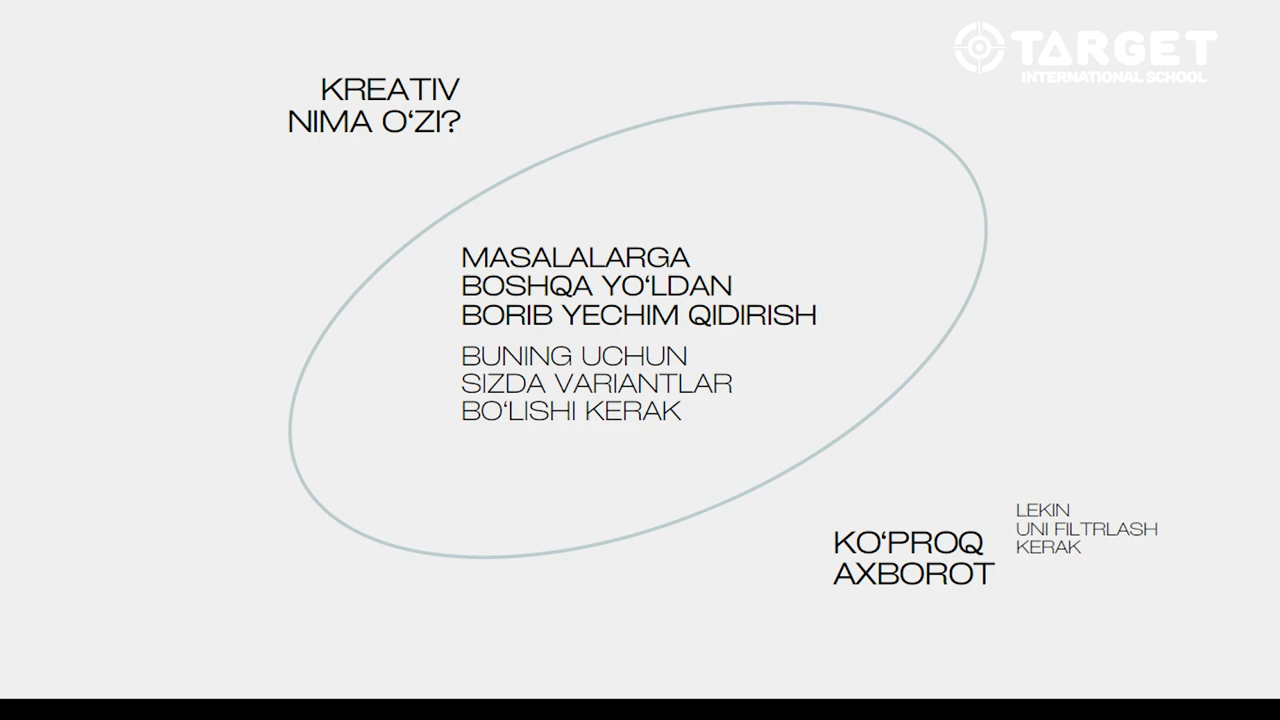 TARGET
INTERNATIONAL SCHOOL
KREATIV
NIMA O‘ZI?
MASALALARGA
BOSHQA YO‘LDAN
BORIB YECHIM QIDIRISH
BUNING UCHUN
SIZDA VARIANTLAR
BO‘LISHI KERAK
KO‘PROQ
AXBOROT
LEKIN
UNI FILTRLASH
KERAK